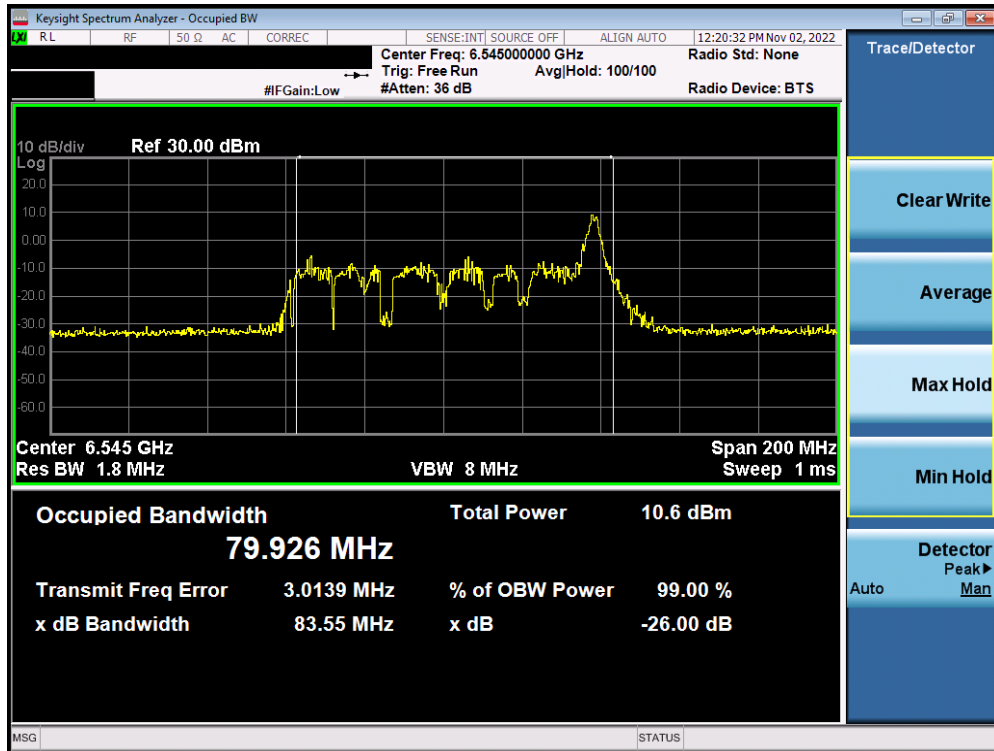 Keysight Spectrum Analyzer - Occupied BW
LXI RL RF 50 Ω AC CORREC SENSE:INT SOURCE OFF ALIGN AUTO 12:20:32 PM Nov 02, 2022
Center Freq: 6.545000000 GHz Radio Std: None
Trig: Free Run Avg|Hold: 100/100
#IFGain:Low #Atten: 36 dB Radio Device: BTS
Trace/Detector
10 dB/div Ref 30.00 dBm
Log
20.0
10.0
0.00
-10.0
-20.0
-30.0
-40.0
-50.0
-60.0
Center 6.545 GHz Span 200 MHz
Res BW 1.8 MHz VBW 8 MHz Sweep 1 ms
Occupied Bandwidth Total Power 10.6 dBm
79.926 MHz
Transmit Freq Error 3.0139 MHz % of OBW Power 99.00 %
x dB Bandwidth 83.55 MHz x dB -26.00 dB
Clear Write
Average
Max Hold
Min Hold
Detector
Peak▶
Auto Man
MSG STATUS